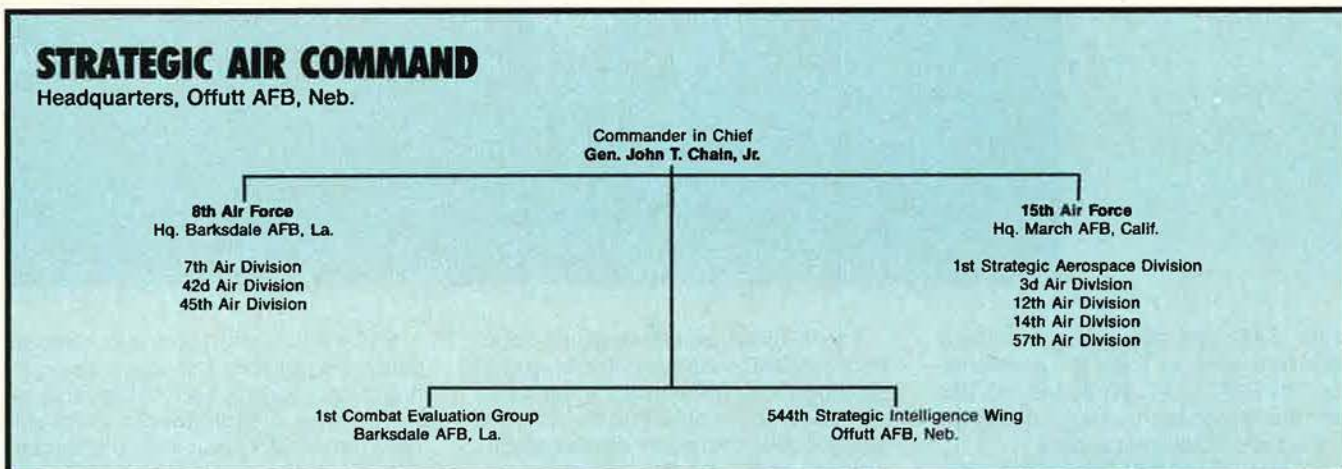 STRATEGIC AIR COMMAND
Headquarters, Offutt AFB, Neb.
Commander in Chief
Gen. John T. Chain, Jr.
8th Air Force
Hq. Barksdale AFB, La.
7th Air Division
42d Air Division
45th Air Division
15th Air Force
Hq. March AFB, Calif.
1st Strategic Aerospace Division
3d Air Division
12th Air Division
14th Air Division
57th Air Division
1st Combat Evaluation Group
Barksdale AFB, La.
544th Strategic Intelligence Wing
Offutt AFB, Neb.